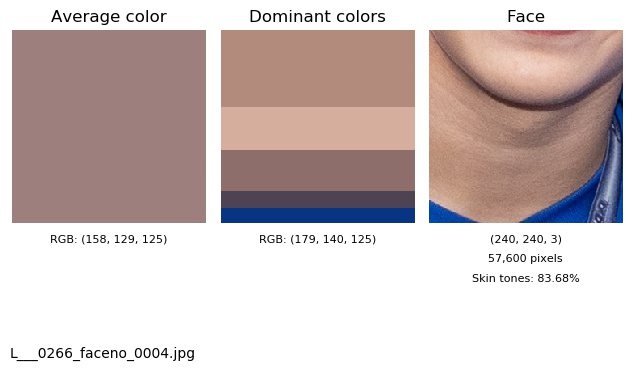 Average color
Dominant colors
Face
RGB: (158, 129, 125)
RGB: (179, 140, 125)
(240, 240, 3)
57,600 pixels
Skin tones: 83.68%
L___0266_faceno_0004.jpg